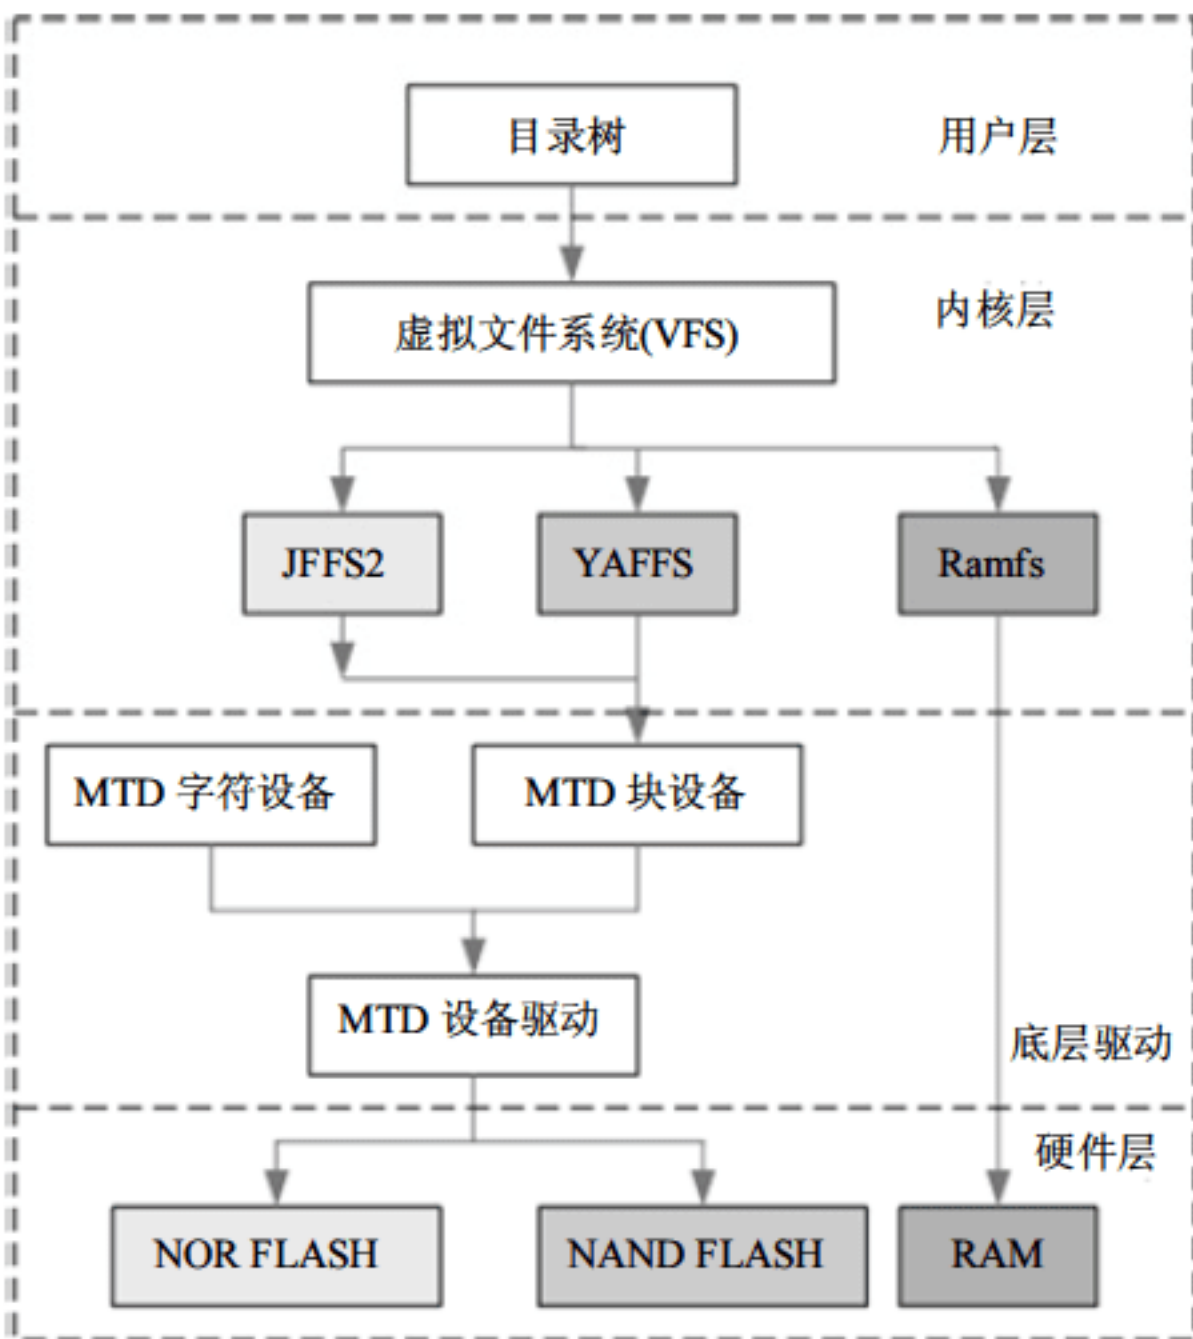 目录树
用户层
内核层
虚拟文件系统(VFS)
JFFS2
YAFFS
Ramfs
MTD 字符设备
MTD 块设备
MTD 设备驱动
底层驱动
硬件层
NOR FLASH
NAND FLASH
RAM